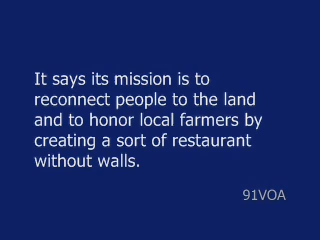 It says its mission is to
reconnect people to the land
and to honor local farmers by
creating a sort of restaurant
without walls.
91VOA